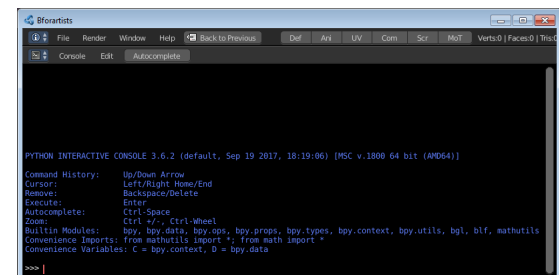 Bforartists
File Render Window Help Back to Previous Def Ani UV Com Scr MoT Verts:0 | Faces:0 | Tris:0
Console Edit Autocomplete
PYTHON INTERACTIVE CONSOLE 3.6.2 (default, Sep 19 2017, 18:19:06) [MSC v.1800 64 bit (AMD64)]
Command History: Up/Down Arrow
Cursor: Left/Right Home/End
Remove: Backspace/Delete
Execute: Enter
Autocomplete: Ctrl-Space
Zoom: Ctrl +/-, Ctrl-Wheel
Builtin Modules: bpy, bpy.data, bpy.ops, bpy.props, bpy.types, bpy.context, bpy.utils, bgl, blf, mathutils
Convenience Imports: from mathutils import *; from math import *
Convenience Variables: C = bpy.context, D = bpy.data
>>>